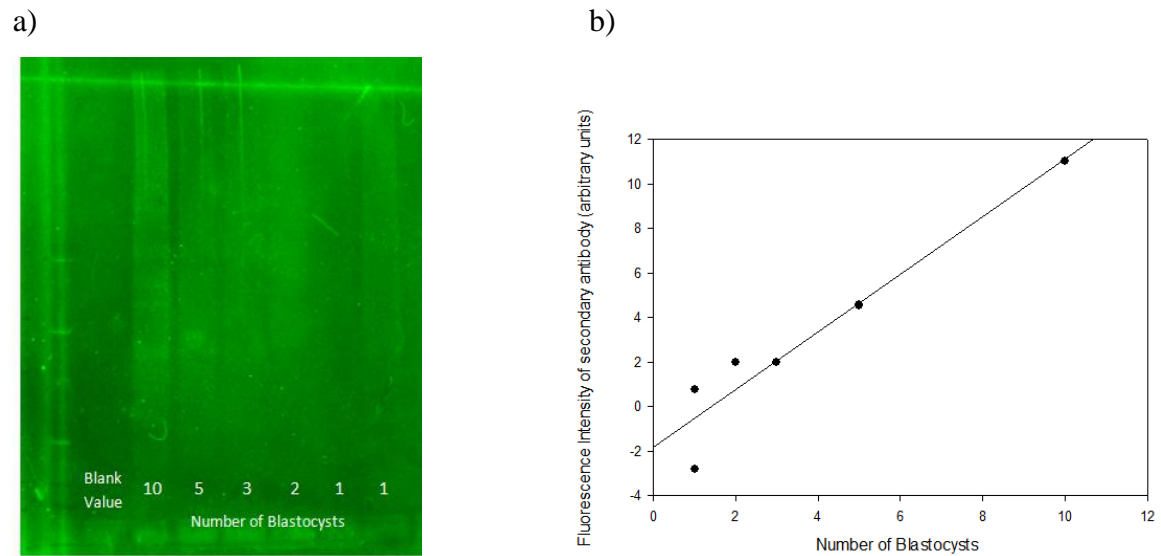 a)
b)
Blank
Value
10 5 3 2 1 1
Number of Blastocysts
Fluorescence Intensity of secondary antibody (arbitrary units)
12
10
8
6
4
2
0
-2
-4
0 2 4 6 8 10 12
Number of Blastocysts